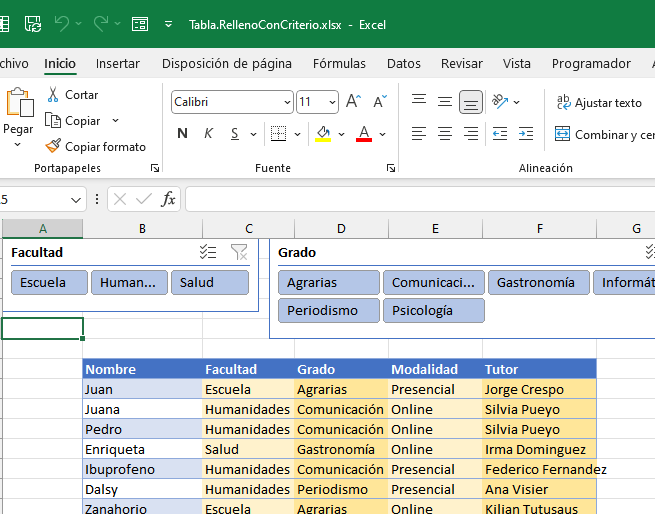 Tabla.RellenoConCriterio.xlsx - Excel
chivo Inicio Insertar Disposición de página Fórmulas Datos Revisar Vista Programador
Pegar
Cortar
Copiar
Copiar formato
Portapapeles
Calibri 11 A A
N K S A
Fuente
ab Ajustar texto
Combinar y cen
Alineación
.5 fx
A B C D E F G
Facultad
Escuela Human... Salud
Grado
Agrarias Comunicaci... Gastronomía Informát
Periodismo Psicología
Nombre Facultad Grado Modalidad Tutor
Juan Escuela Agrarias Presencial Jorge Crespo
Juana Humanidades Comunicación Online Silvia Pueyo
Pedro Humanidades Comunicación Online Silvia Pueyo
Enriqueta Salud Gastronomía Online Irma Dominguez
Ibuprofeno Humanidades Comunicación Presencial Federico Fernandez
Dalsy Humanidades Periodismo Presencial Ana Visier
Zanahorio Escuela Agrarias Online Kilian Tutusaus